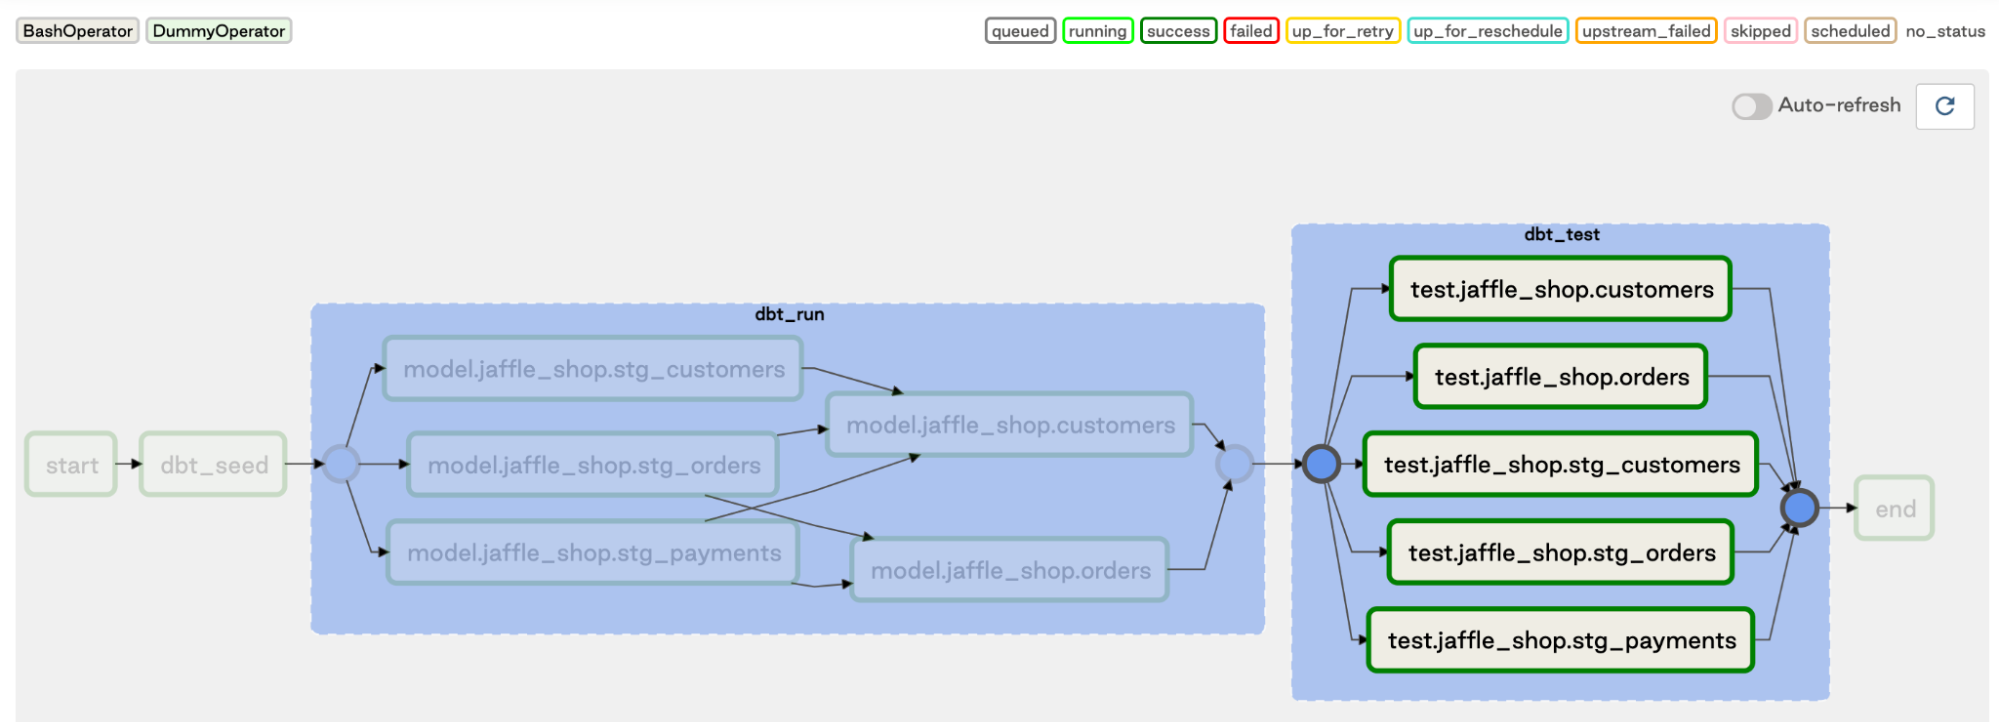 BashOperator DummyOperator queued running success failed up_for_retry up_for_reschedule upstream_failed skipped scheduled no_status
Auto-refresh
dbt_run
model.jaffle_shop.stg_customers
model.jaffle_shop.customers
start dbt_seed model.jaffle_shop.stg_orders
model.jaffle_shop.stg_payments
model.jaffle_shop.orders
dbt_test
test.jaffle_shop.customers
test.jaffle_shop.orders
test.jaffle_shop.stg_customers
test.jaffle_shop.stg_orders
test.jaffle_shop.stg_payments
end